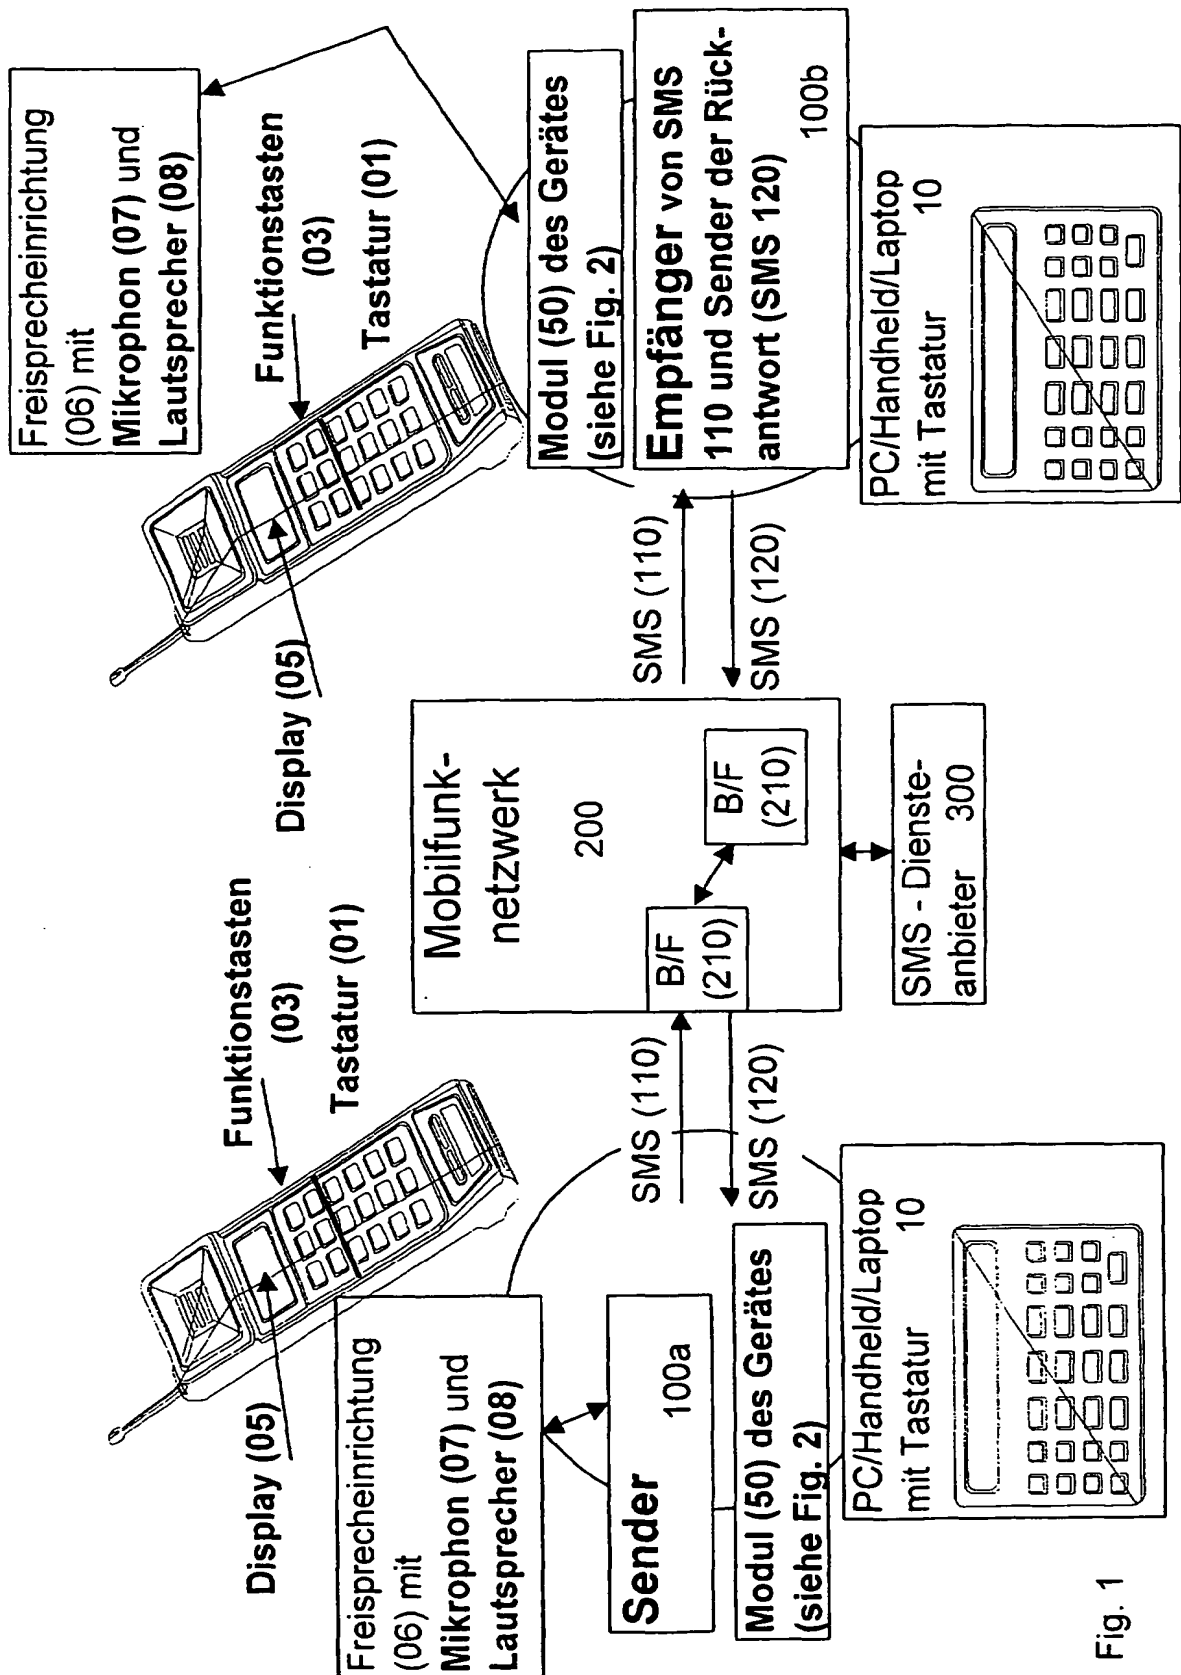 Freisprecheinrichtung
(06) mit
Mikrophon (07) und
Lautsprecher (08)
Display (05)
Funktionstasten
(03)
Tastatur (01)
Sender
100a
Modul (50) des Gerätes
(siehe Fig. 2)
PC/Handheld/Laptop
mit Tastatur 10
SMS (110)
SMS (120)
Mobilfunk-
netzwerk
200
B/F
(210)
B/F
(210)
SMS - Dienste-
anbieter 300
SMS (110)
SMS (120)
Display (05)
Funktionstasten
(03)
Tastatur (01)
Freisprecheinrichtung
(06) mit
Mikrophon (07) und
Lautsprecher (08)
Modul (50) des Gerätes
(siehe Fig. 2)
Empfänger von SMS
110 und Sender der Rück-
antwort (SMS 120)
100b
PC/Handheld/Laptop
mit Tastatur 10
Fig. 1